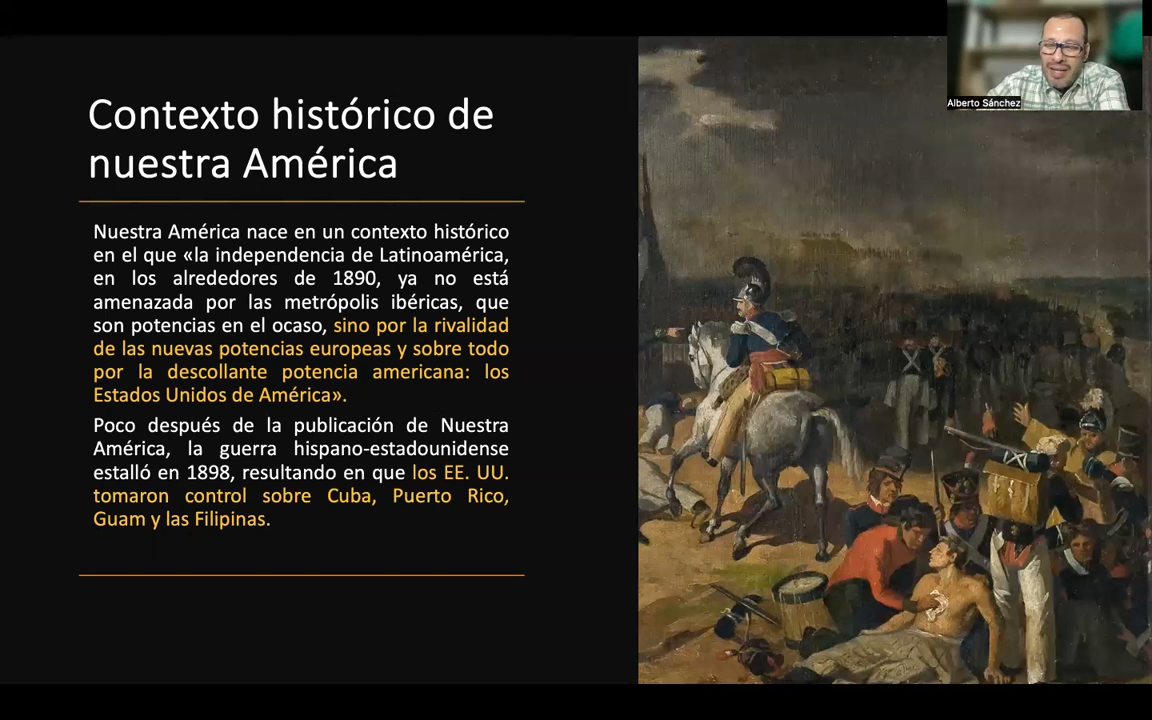 Contexto histórico de
nuestra América
Nuestra América nace en un contexto histórico
en el que «la independencia de Latinoamérica,
en los alrededores de 1890, ya no está
amenazada por las metrópolis ibéricas, que
son potencias en el ocaso, sino por la rivalidad
de las nuevas potencias europeas y sobre todo
por la descollante potencia americana: los
Estados Unidos de América».
Poco después de la publicación de Nuestra
América, la guerra hispano-estadounidense
estalló en 1898, resultando en que los EE. UU.
tomaron control sobre Cuba, Puerto Rico,
Guam y las Filipinas.
Alberto Sánchez